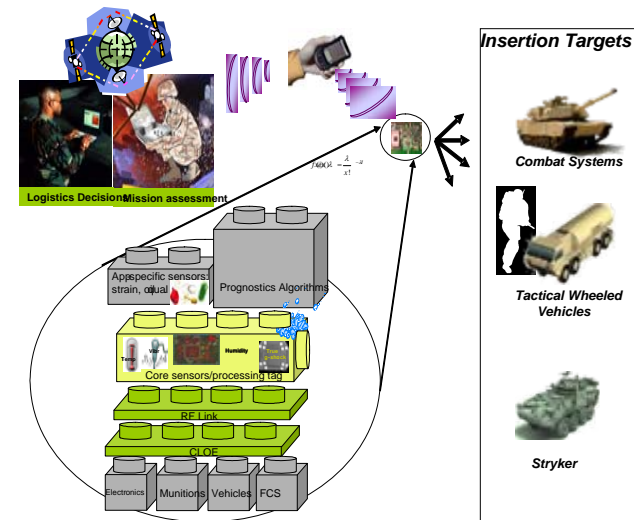 Insertion Targets
Combat Systems
Tactical Wheeled
Vehicles
Stryker
Logistics Decisions
Mission assessment
App-specific sensors:
strain,
Prognostics Algorithms
Temp
Vibr
Humidity
Core sensors/processing tag
RF Link
CLOE
Electronics
Munitions
Vehicles
FCS